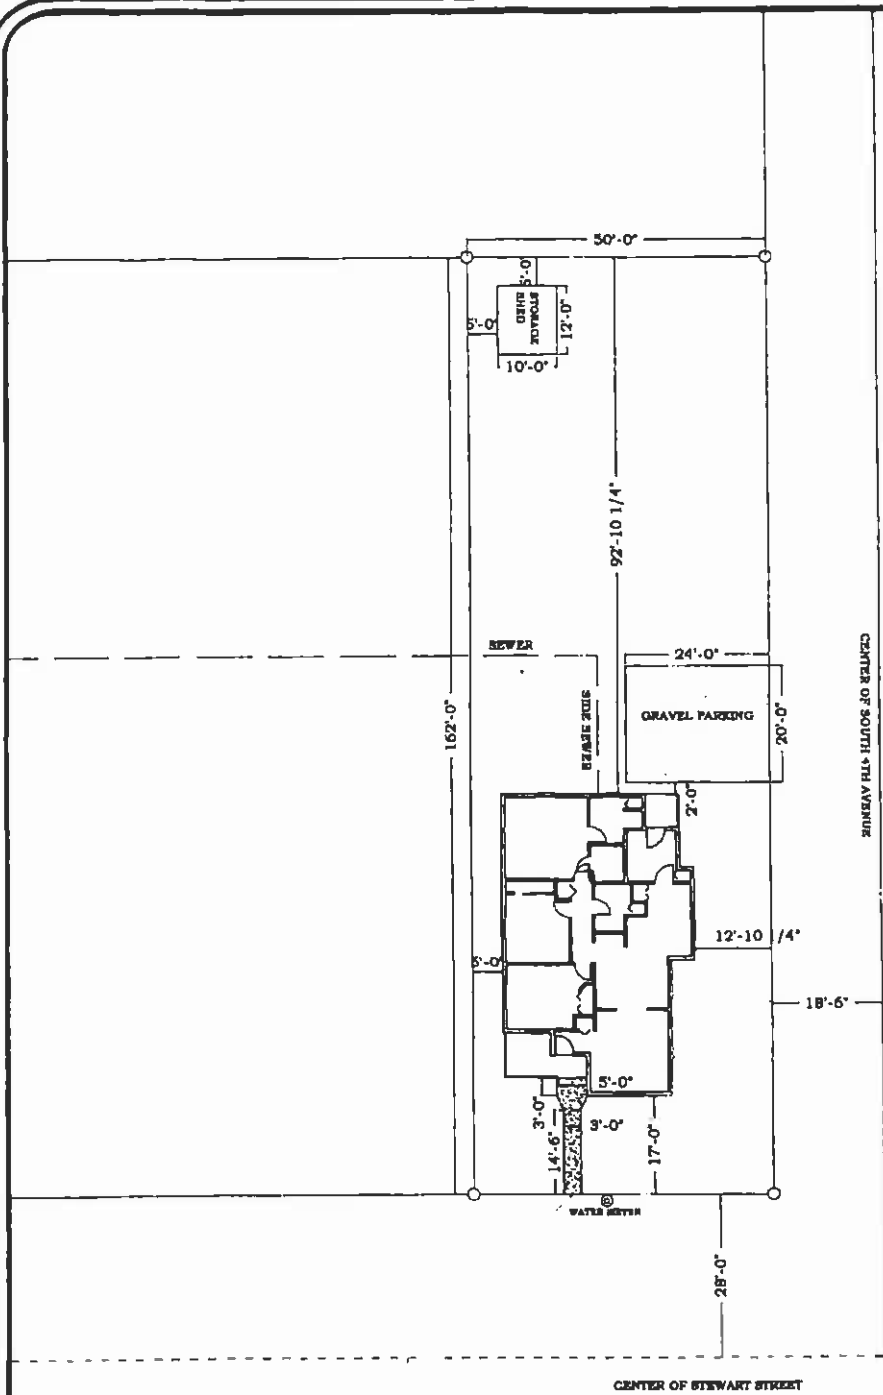 50'-0"
5'-0
STORAGE
SHED
12'-0"
5'-0"
10'-0"
92'-10 1/4"
SEWER
24'-0"
CENTER OF SOUTH 4TH AVENUE
162'-0"
SIDE SEWER
GRAVEL PARKING
20'-0"
2'-0"
12'-10 1/4"
5'-0"
18'-6"
5'-0"
3'-0"
3'-0"
14'-6"
17'-0"
WATER METER
28'-0"
CENTER OF STEWART STREET